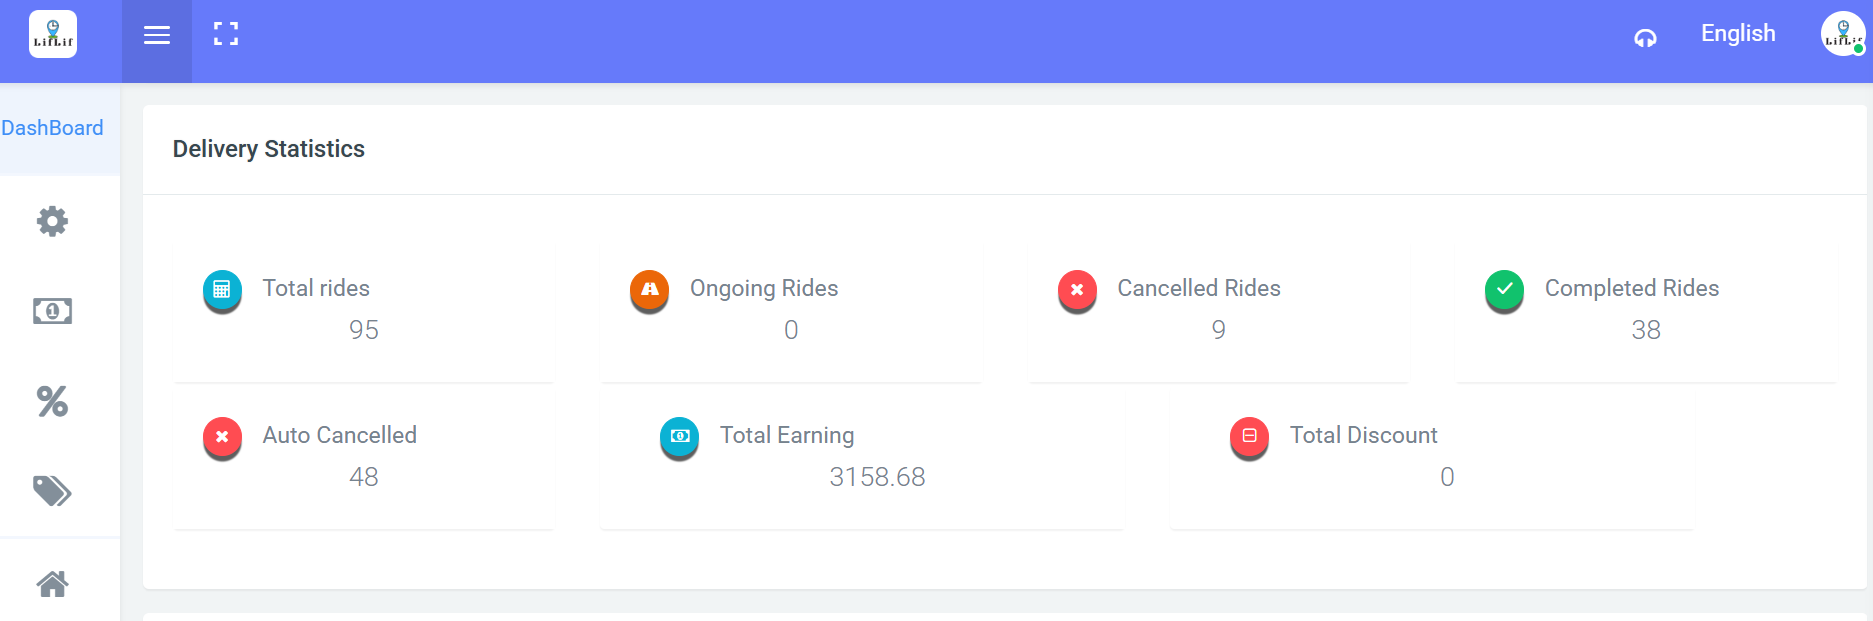 LifLif
English
LifLif
DashBoard
Delivery Statistics
Total rides
95
Ongoing Rides
0
Cancelled Rides
9
Completed Rides
38
Auto Cancelled
48
Total Earning
3158.68
Total Discount
0